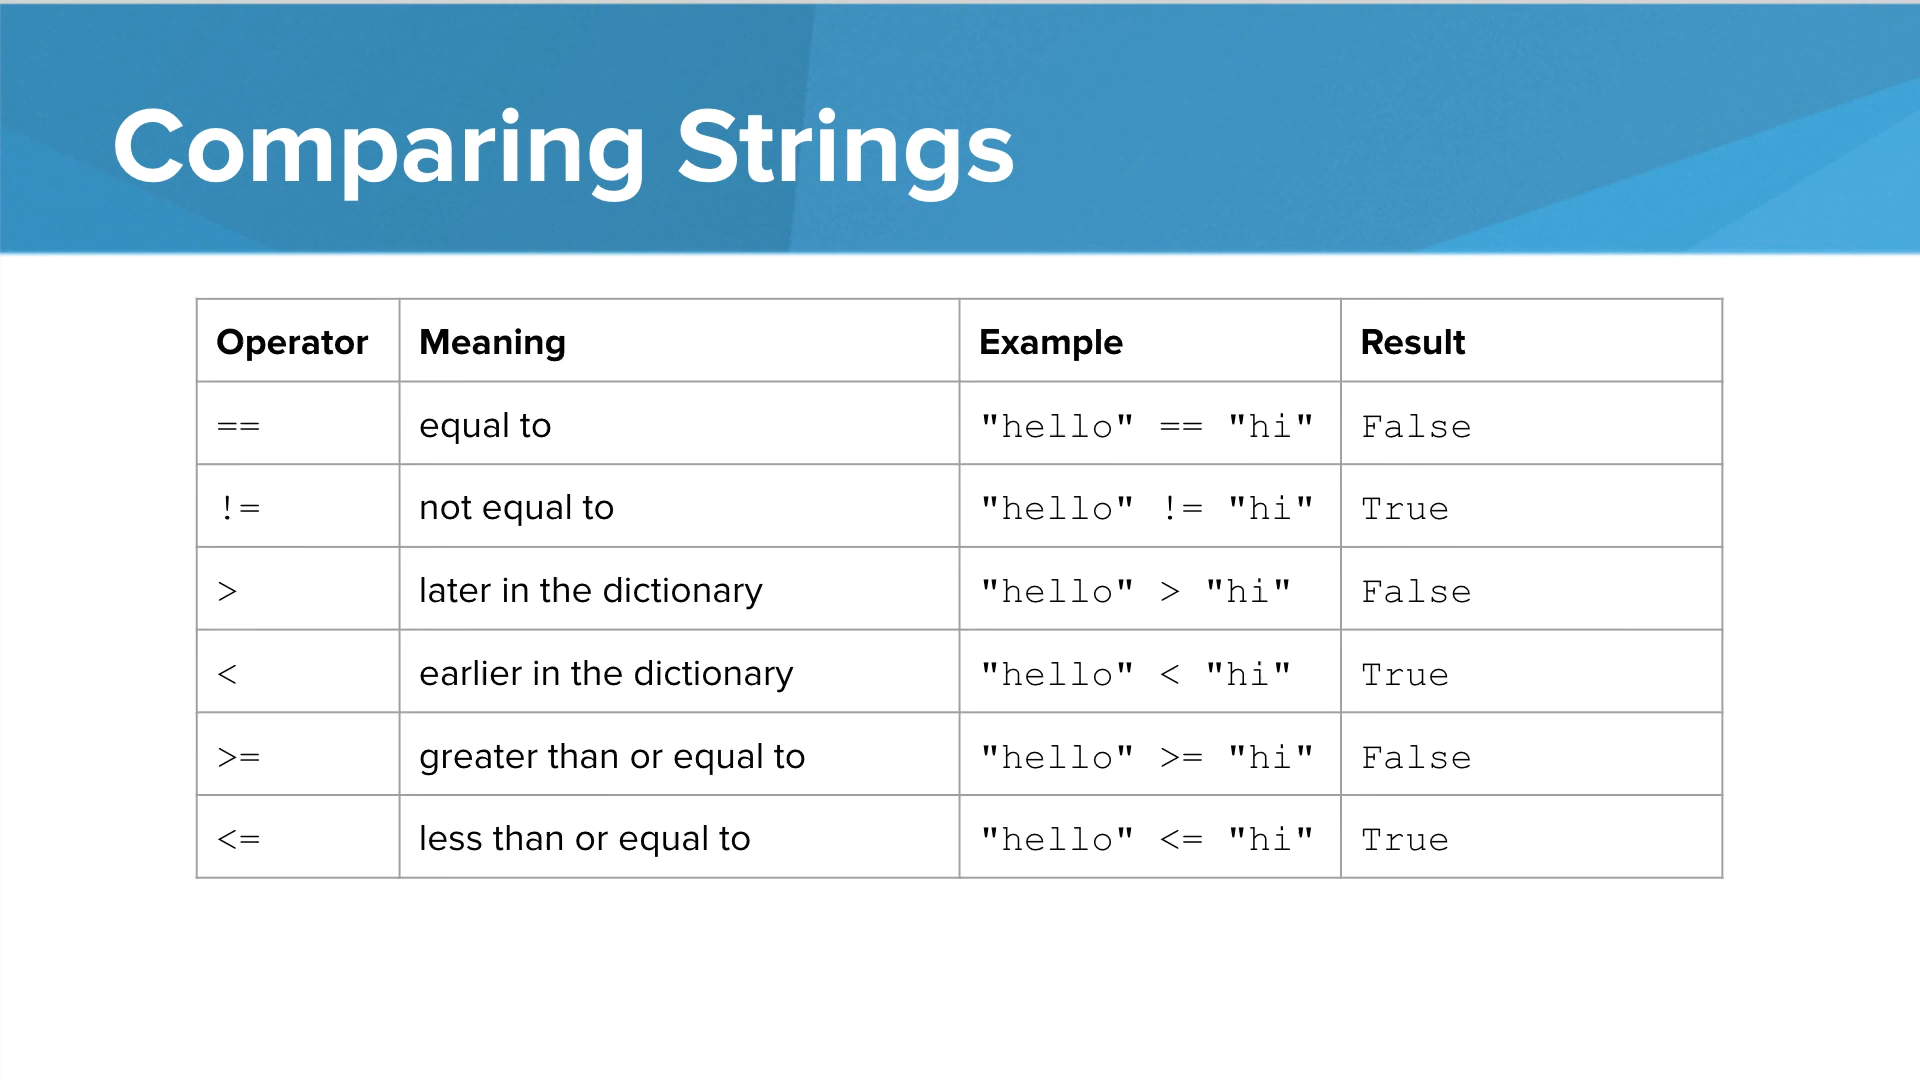 Comparing Strings
Operator Meaning Example Result
== equal to "hello" == "hi" False
!= not equal to "hello" != "hi" True
> later in the dictionary "hello" > "hi" False
< earlier in the dictionary "hello" < "hi" True
>= greater than or equal to "hello" >= "hi" False
<= less than or equal to "hello" <= "hi" True